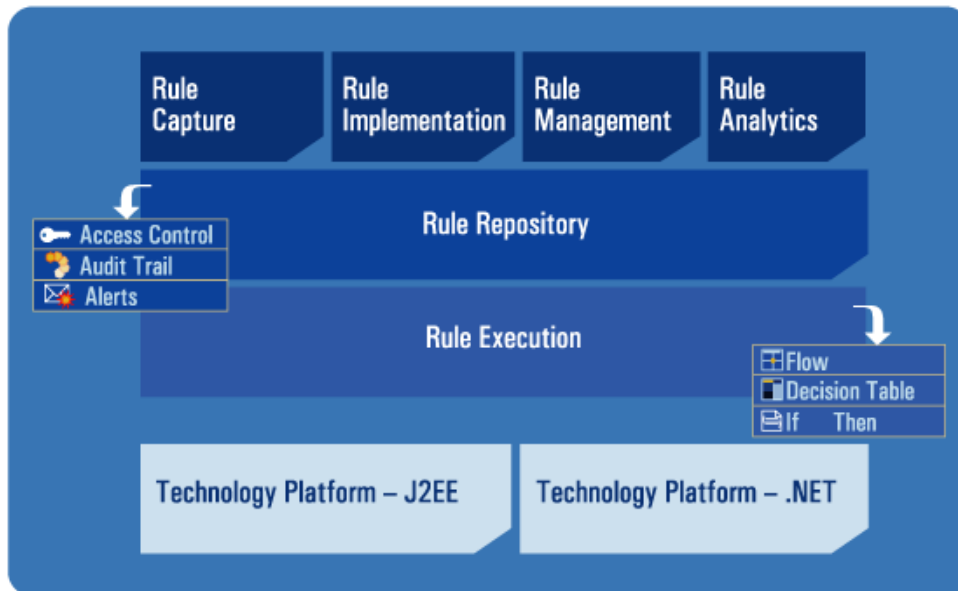 Rule
Capture
Rule
Implementation
Rule
Management
Rule
Analytics
Rule Repository
Access Control
Audit Trail
Alerts
Rule Execution
Flow
Decision Table
If Then
Technology Platform – J2EE
Technology Platform – .NET